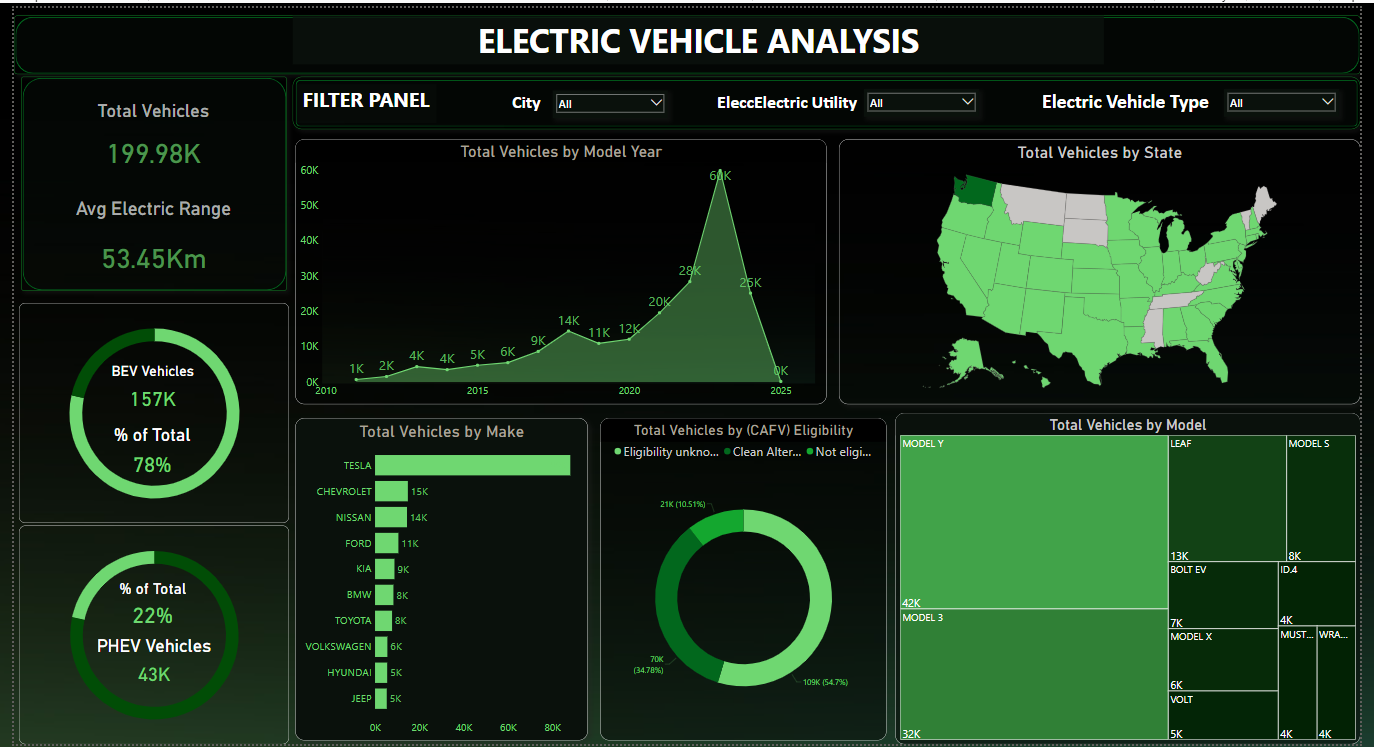 ELECTRIC VEHICLE ANALYSIS
Total Vehicles
199.98K
Avg Electric Range
53.45Km
FILTER PANEL
City
All
EleccElectric Utility
All
Electric Vehicle Type
All
BEV Vehicles
157K
% of Total
78%
% of Total
22%
PHEV Vehicles
43K
Total Vehicles by Model Year
60K
50K
40K
30K
20K
10K
0K
1K
2K
4K
4K
5K
6K
9K
14K
11K
12K
20K
28K
60K
25K
0K
2010
2015
2020
2025
Total Vehicles by State
Total Vehicles by Make
TESLA
CHEVROLET 15K
NISSAN 14K
FORD 11K
KIA 9K
BMW 8K
TOYOTA 8K
VOLKSWAGEN 6K
HYUNDAI 5K
JEEP 5K
0K 20K 40K 60K 80K
Total Vehicles by (CAFV) Eligibility
Eligibility unkno... Clean Alter... Not eligi...
21K (10.51%)
70K
(34.78%)
109K (54.7%)
Total Vehicles by Model
MODEL Y
42K
MODEL 3
32K
LEAF
13K
MODEL S
8K
BOLT EV
7K
ID.4
4K
MODEL X
6K
VOLT
5K
MUST...
4K
WRA...
4K